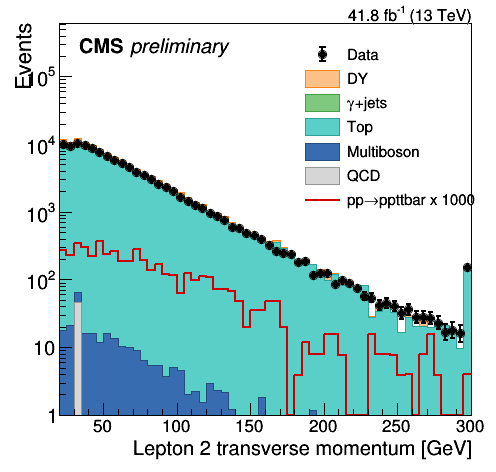 41.8 fb⁻¹ (13 TeV)
CMS preliminary
Events
Data
DY
γ+jets
Top
Multiboson
QCD
pp→ppttbar x 1000
10⁵
10⁴
10³
10²
10
1
50 100 150 200 250 300
Lepton 2 transverse momentum [GeV]